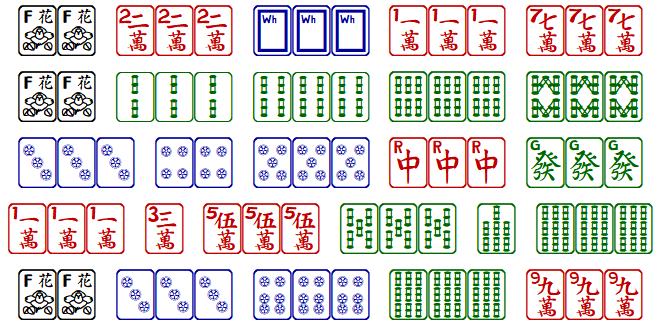 F 花 F 花 2 二 萬 2 二 萬 2 二 萬 Wh Wh Wh 1 一 萬 1 一 萬 1 一 萬 7 七 萬 7 七 萬 7 七 萬
F 花 F 花
R 中 R 中 R 中 G 發 G 發 G 發
1 一 萬 1 一 萬 1 一 萬 3 三 萬 5 伍 萬 5 伍 萬 5 伍 萬
F 花 F 花 9 九 萬 9 九 萬 9 九 萬